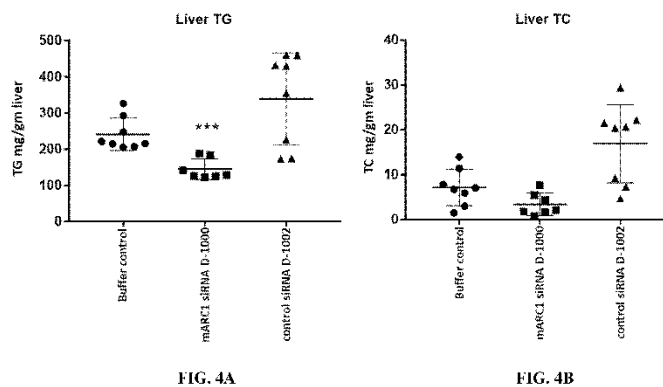 Liver TG
TG mg/gm liver
500
400
300
200
100
0
***
Buffer control
mARC1 siRNA D-1000
control siRNA D-1002
FIG. 4A
Liver TC
TC mg/gm liver
40
30
20
10
0
Buffer control
mARC1 siRNA D-1000
control siRNA D-1002
FIG. 4B